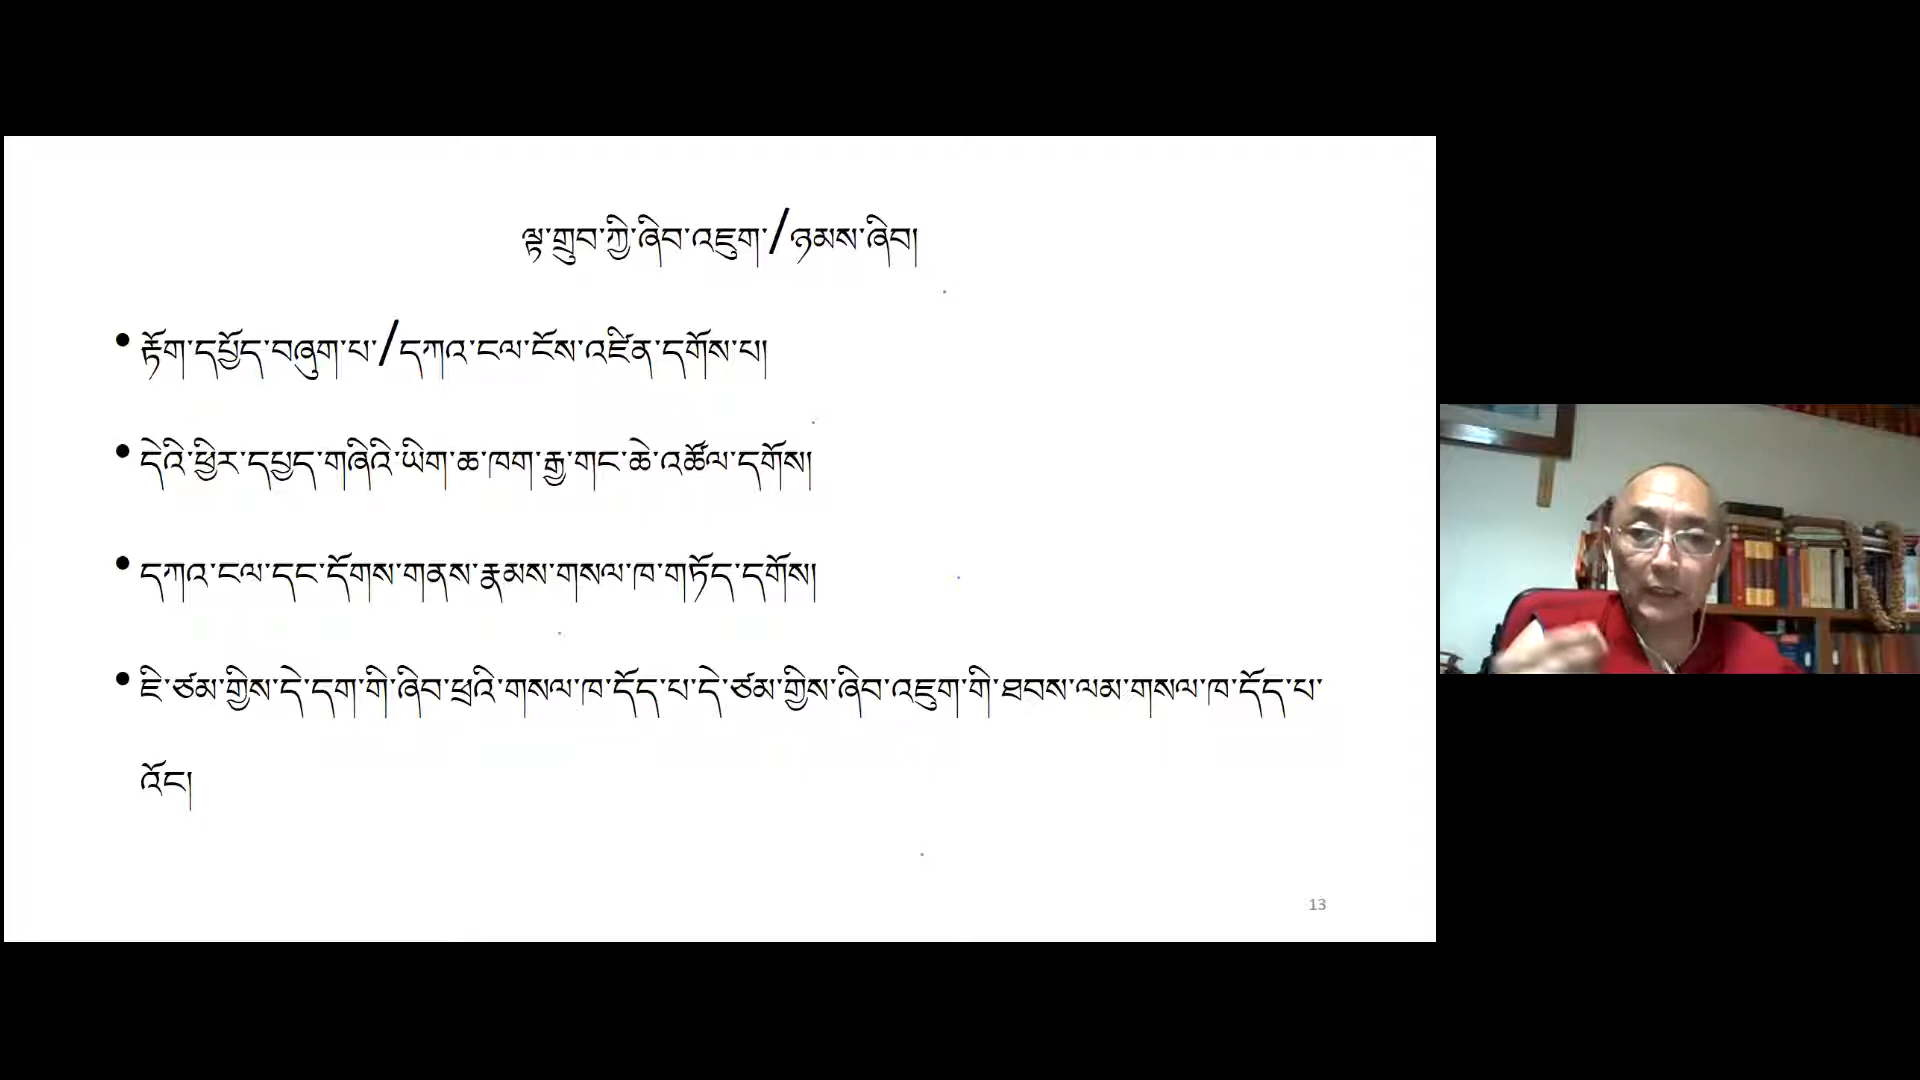 ལྟ་གྲུབ་ཀྱི་ཞིབ་འཇུག་/ཉམས་ཞིབ།
• རྟོག་དཔྱོད་བཞུག་པ་/དཀའ་ངལ་ངོས་འཛིན་དགོས་པ།
• དེའི་ཕྱིར་དཔྱད་གཞིའི་ཡིག་ཆ་ཁག་རྒྱ་གང་ཆེ་འཚོལ་དགོས།
• དཀའ་ངལ་དང་དོགས་གནས་རྣམས་གསལ་ཁ་གཏོད་དགོས།
• ཇི་ཙམ་གྱིས་དེ་དག་གི་ཞིབ་ཕྲའི་གསལ་ཁ་དོད་པ་དེ་ཙམ་གྱིས་ཞིབ་འཇུག་གི་ཐབས་ལམ་གསལ་ཁ་དོད་པ་
འོང།
13